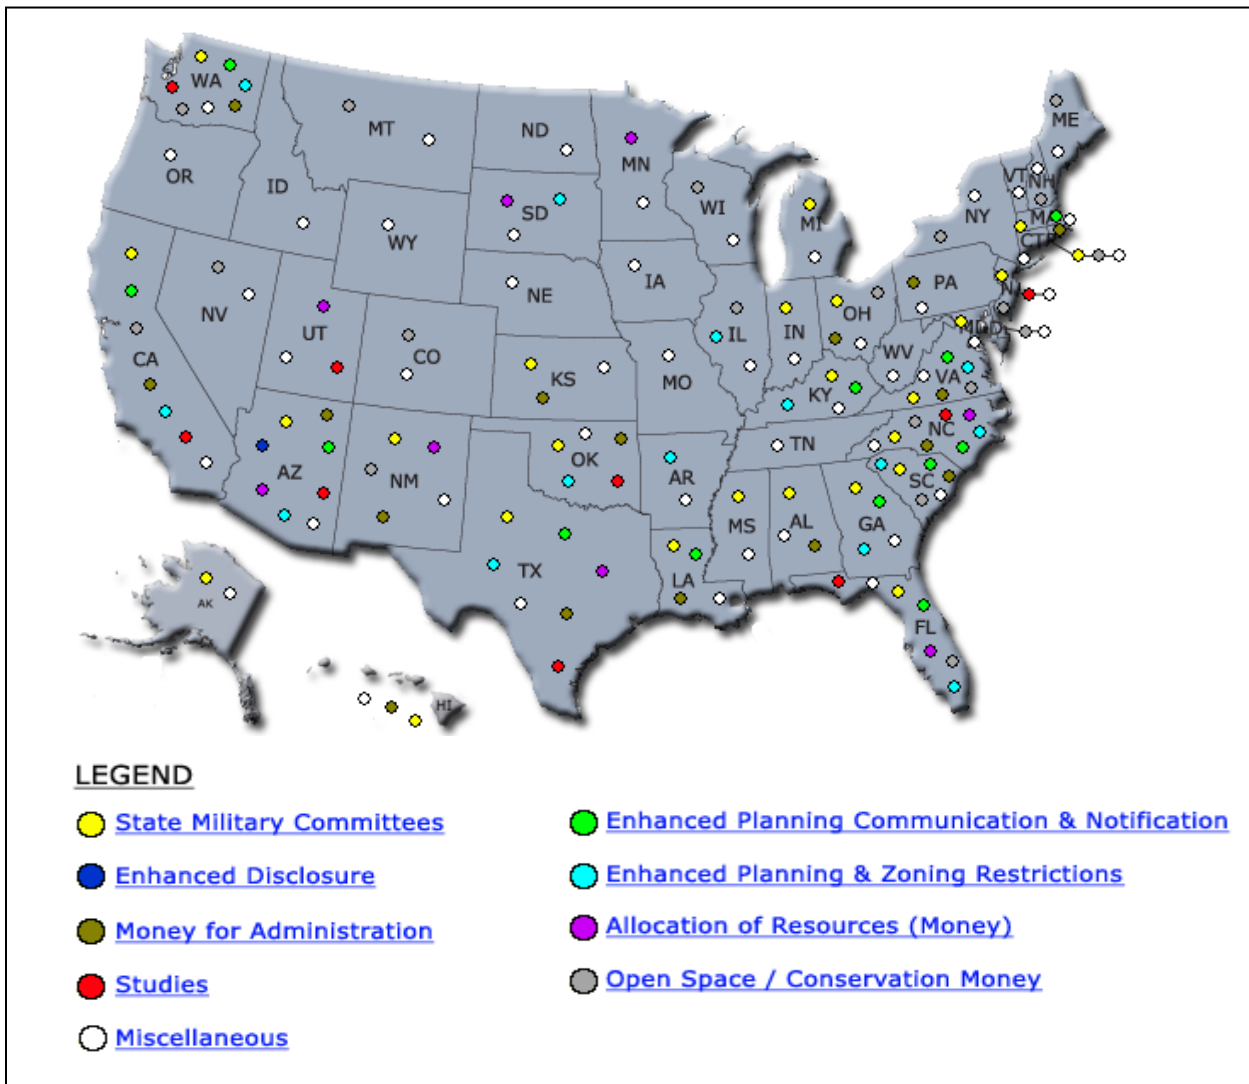 WA
MT
ND
MN
ME
OR
ID
SD
WI
MI
VT
NH
NY
MA
WY
CT
NV
UT
NE
IA
PA
CO
IL
IN
OH
MD
CA
KS
MO
WV
VA
KY
NC
TN
AZ
NM
OK
AR
SC
MS
AL
GA
TX
LA
AK
FL
HI
LEGEND
State Military Committees
Enhanced Planning Communication & Notification
Enhanced Disclosure
Enhanced Planning & Zoning Restrictions
Money for Administration
Allocation of Resources (Money)
Studies
Open Space / Conservation Money
Miscellaneous